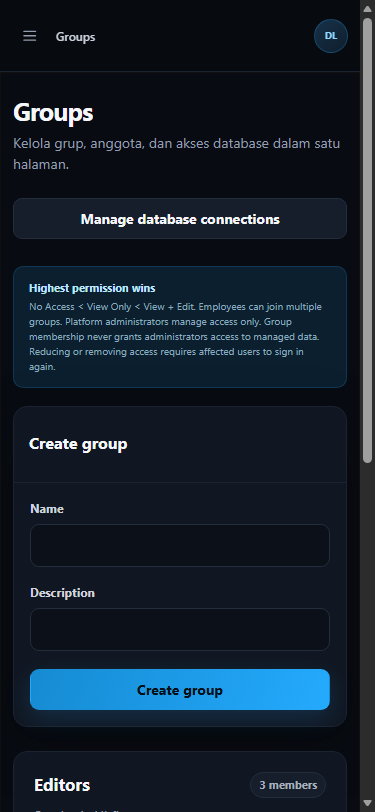 Groups
DL
Groups
Kelola grup, anggota, dan akses database dalam satu
halaman.
Manage database connections
Highest permission wins
No Access < View Only < View + Edit. Employees can join multiple
groups. Platform administrators manage access only. Group
membership never grants administrators access to managed data.
Reducing or removing access requires affected users to sign in
again.
Create group
Name
Description
Create group
Editors
3 members